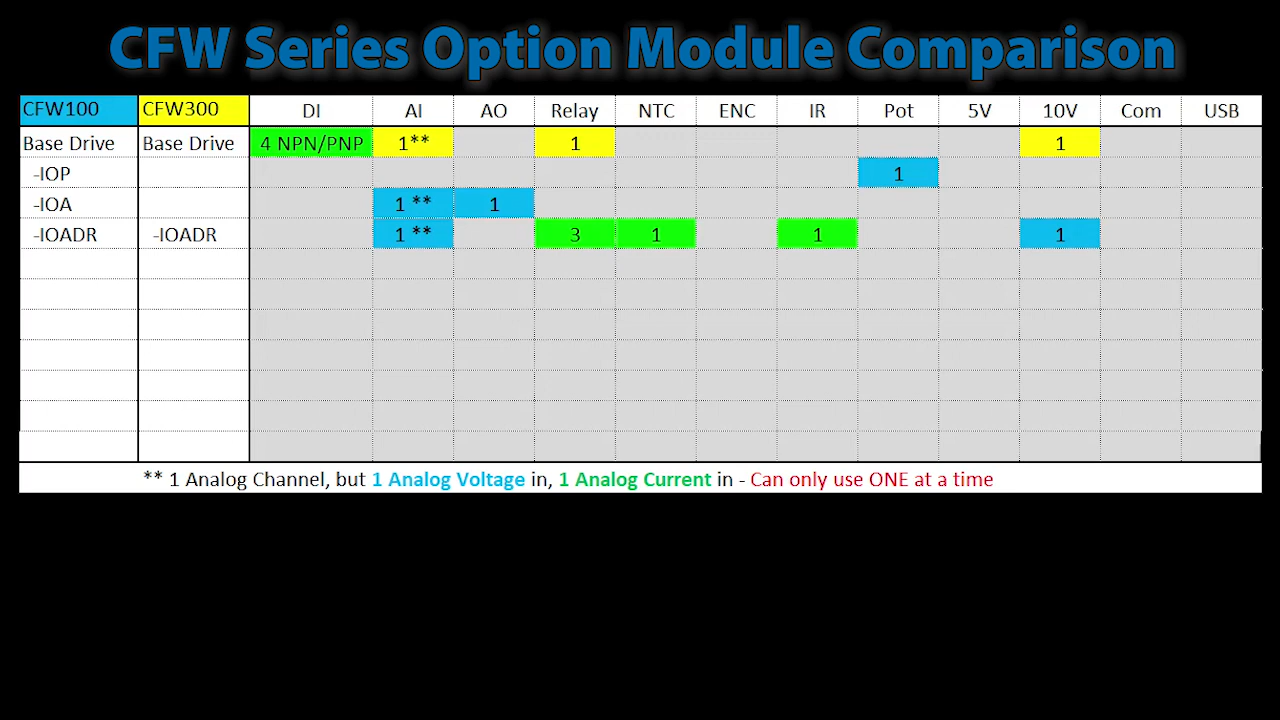 CFW Series Option Module Comparison
CFW100 CFW300 DI AI AO Relay NTC ENC IR Pot 5V 10V Com USB
Base Drive Base Drive 4 NPN/PNP 1** 1 1
-IOP 1
-IOA 1 ** 1
-IOADR -IOADR 1 ** 3 1 1 1
** 1 Analog Channel, but 1 Analog Voltage in, 1 Analog Current in - Can only use ONE at a time